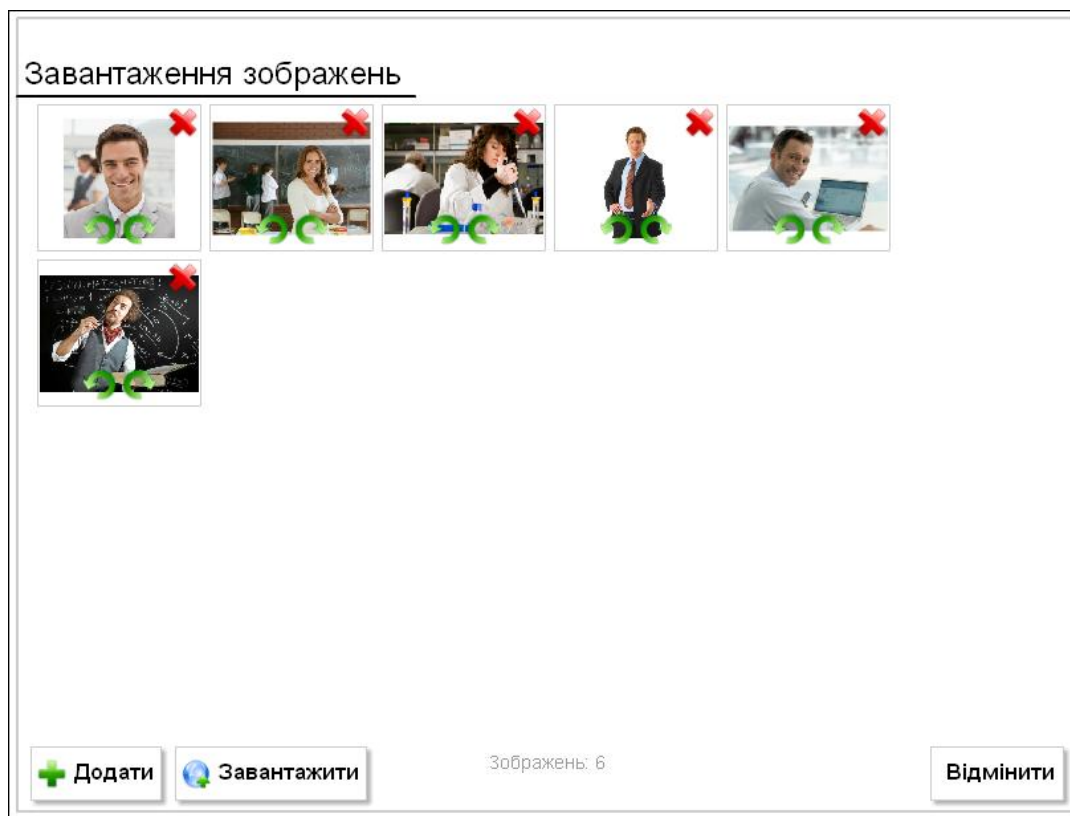 Завантаження зображень
Додати
Завантажити
Зображень: 6
Відмінити